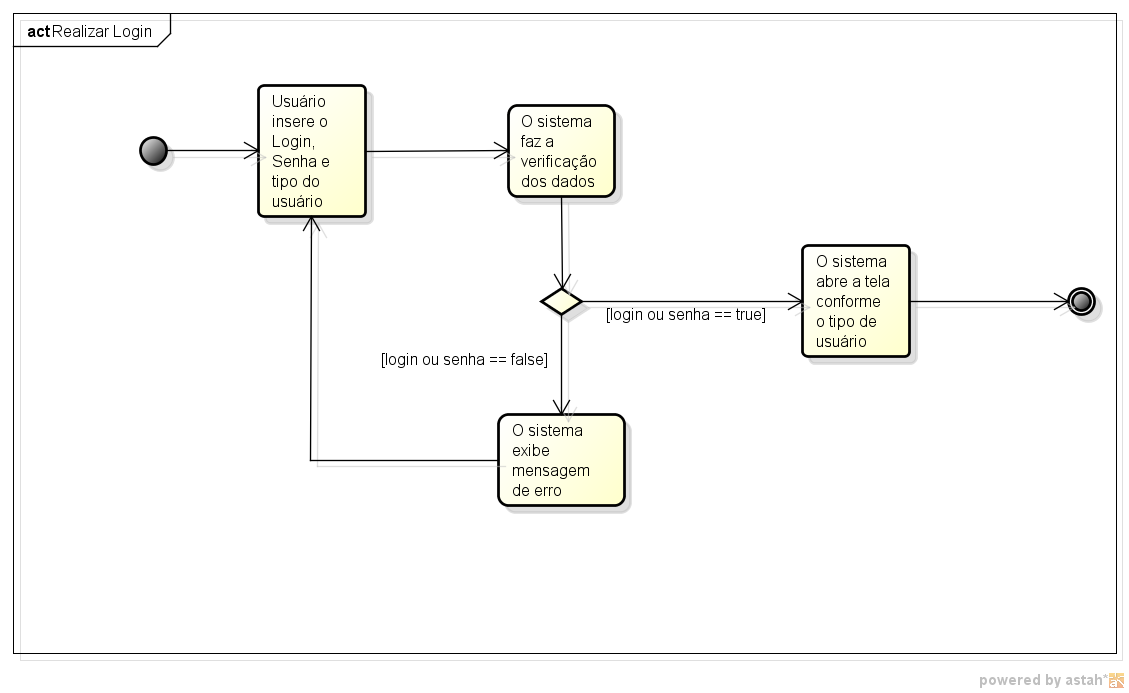 act Realizar Login
Usuário
insere o
Login,
Senha e
tipo do
usuário
O sistema
faz a
verificação
dos dados
[login ou senha == true]
O sistema
abre a tela
conforme
o tipo de
usuário
[login ou senha == false]
O sistema
exibe
mensagem
de erro
powered by astah*